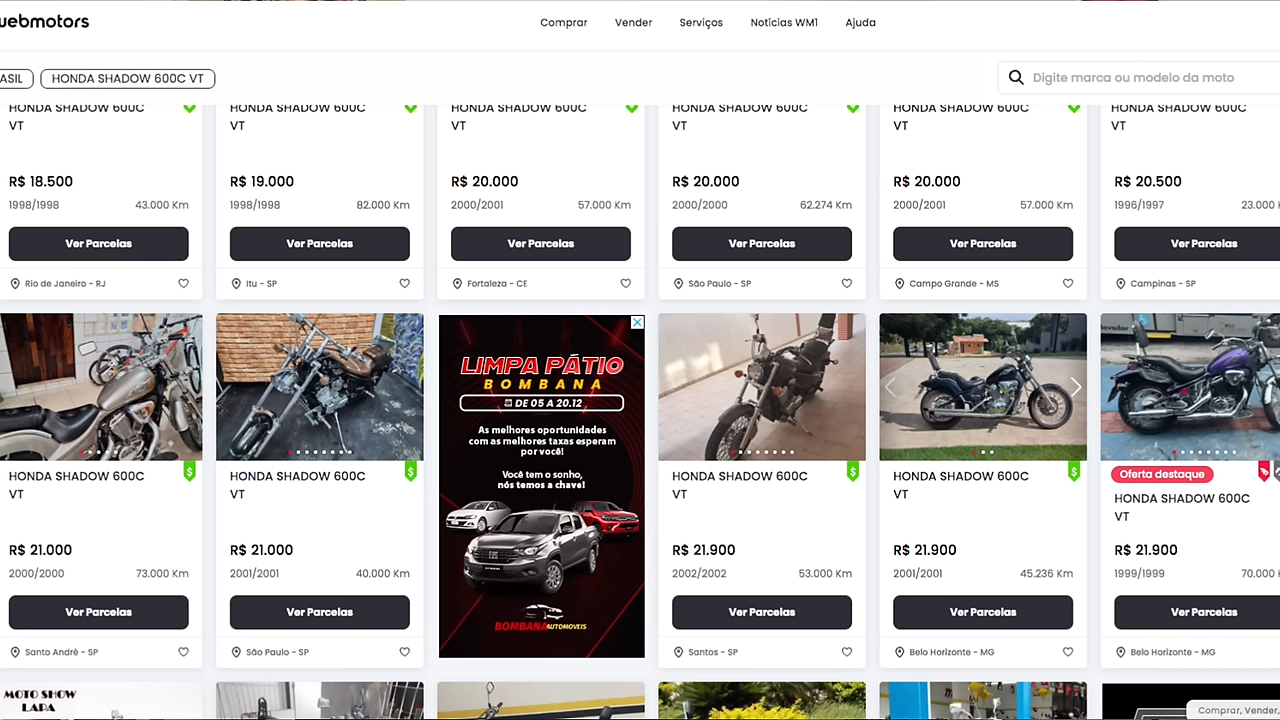 webmotors
Comprar
Vender
Serviços
Notícias WM1
Ajuda
ASIL
HONDA SHADOW 600C VT
Digite marca ou modelo da moto
HONDA SHADOW 600C
VT
R$ 18.500
1998/1998
43.000 Km
Ver Parcelas
Rio de Janeiro - RJ
HONDA SHADOW 600C
VT
R$ 19.000
1998/1998
82.000 Km
Ver Parcelas
Itu - SP
HONDA SHADOW 600C
VT
R$ 20.000
2000/2001
57.000 Km
Ver Parcelas
Fortaleza - CE
HONDA SHADOW 600C
VT
R$ 20.000
2000/2000
62.274 Km
Ver Parcelas
São Paulo - SP
HONDA SHADOW 600C
VT
R$ 20.000
2000/2001
57.000 Km
Ver Parcelas
Campo Grande - MS
HONDA SHADOW 600C
VT
R$ 20.500
1996/1997
23.000 K
Ver Parcelas
Campinas - SP
HONDA SHADOW 600C
VT
R$ 21.000
2000/2000
73.000 Km
Ver Parcelas
Santo André - SP
HONDA SHADOW 600C
VT
R$ 21.000
2001/2001
40.000 Km
Ver Parcelas
São Paulo - SP
LIMPA PÁTIO
BOMBANA
DE 05 A 20.12
As melhores oportunidades
com as melhores taxas esperam
por você!
Você tem o sonho,
nós temos a chave!
BOMBANA AUTOMOVEIS
HONDA SHADOW 600C
VT
R$ 21.900
2002/2002
53.000 Km
Ver Parcelas
Santos - SP
HONDA SHADOW 600C
VT
R$ 21.900
2001/2001
45.236 Km
Ver Parcelas
Belo Horizonte - MG
levador
Oferta destaque
HONDA SHADOW 600C
VT
R$ 21.900
1999/1999
70.000 K
Ver Parcelas
Belo Horizonte - MG
MOTO SHOW
LAPA
Comprar, Vender,